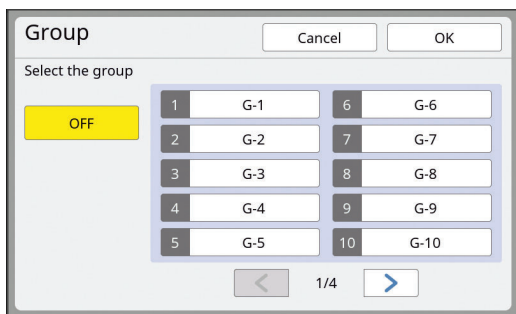 Group
Cancel
OK
Select the group
OFF
1 G-1
2 G-2
3 G-3
4 G-4
5 G-5
6 G-6
7 G-7
8 G-8
9 G-9
10 G-10
1/4